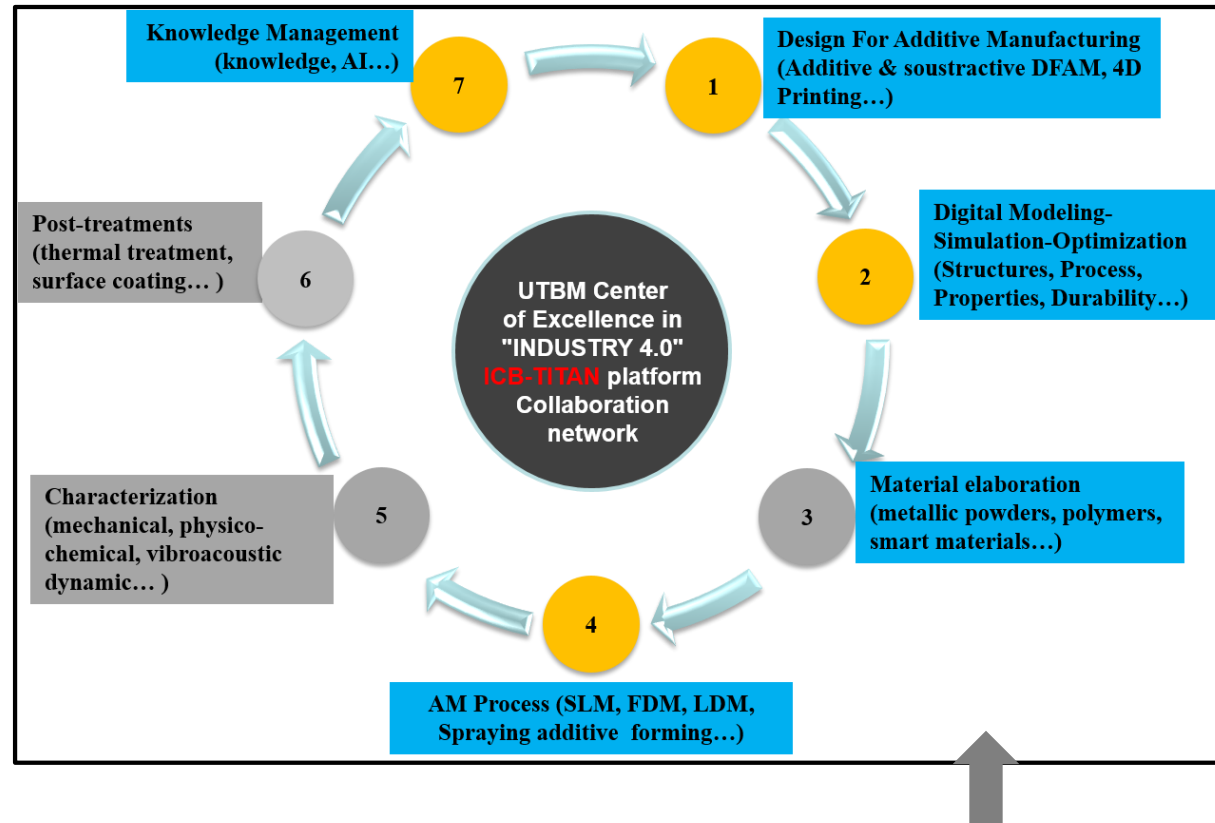 Knowledge Management
(knowledge, AI…)
7
1
Design For Additive Manufacturing
(Additive & soustractive DFAM, 4D
Printing…)
2
Digital Modeling-
Simulation-Optimization
(Structures, Process,
Properties, Durability…)
3
Material elaboration
(metallic powders, polymers,
smart materials…)
4
AM Process (SLM, FDM, LDM,
Spraying additive  forming…)
5
Characterization
(mechanical, physico-
chemical, vibroacoustic
dynamic… )
6
Post-treatments
(thermal treatment,
surface coating… )
UTBM Center
of Excellence in
"INDUSTRY 4.0"
ICB-TITAN platform
Collaboration
network